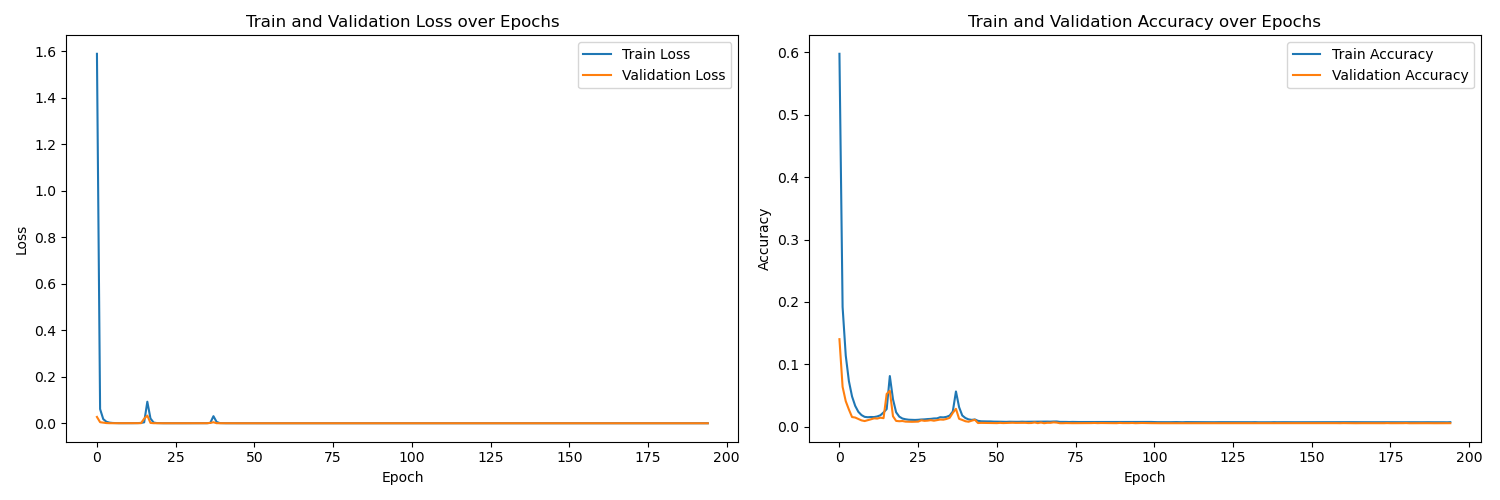 Train and Validation Loss over Epochs
Train Loss
Validation Loss
1.6
1.4
1.2
1.0
0.8
0.6
0.4
0.2
0.0
Loss
0 25 50 75 100 125 150 175 200
Epoch
Train and Validation Accuracy over Epochs
Train Accuracy
Validation Accuracy
0.6
0.5
0.4
0.3
0.2
0.1
0.0
Accuracy
0 25 50 75 100 125 150 175 200
Epoch